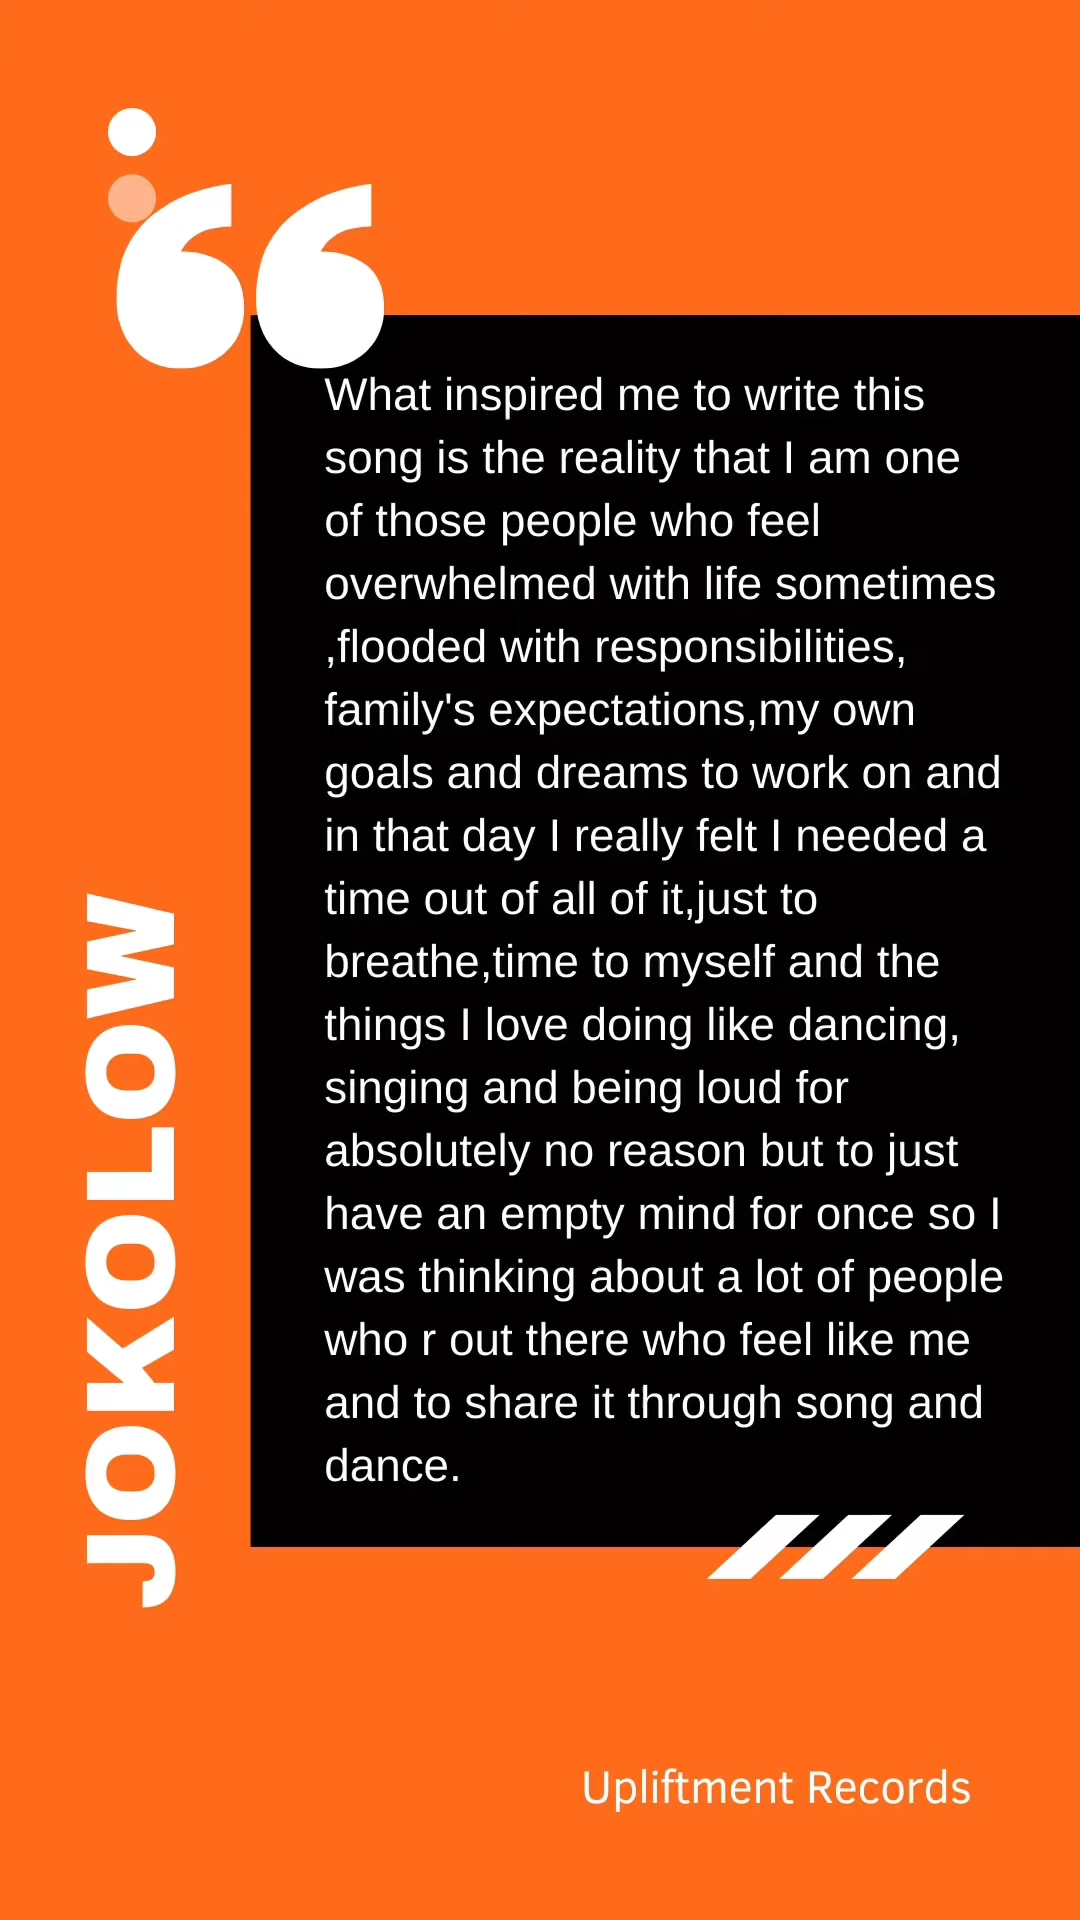 What inspired me to write this
song is the reality that I am one
of those people who feel
overwhelmed with life sometimes
,flooded with responsibilities,
family's expectations,my own
goals and dreams to work on and
in that day I really felt I needed a
time out of all of it,just to
breathe,time to myself and the
things I love doing like dancing,
singing and being loud for
absolutely no reason but to just
have an empty mind for once so I
was thinking about a lot of people
who r out there who feel like me
and to share it through song and
dance.
JOKOLOW
Upliftment Records